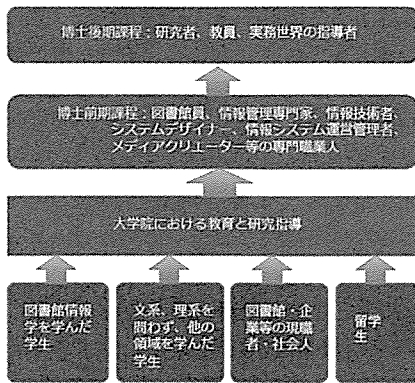 博士後期課程：研究者、教員、実務世界の指導者
博士前期課程：図書館員、情報管理専門家、情報技術者、
システムデザイナー、情報システム運営管理者、
メディアクリエーター等の専門職業人
大学院における教育と研究指導
図書館情報
学を学んだ
学生
文系、理系を
問わず、他の
領域を学んだ
学生
図書館・企
業等の現職
者・社会人
留学
生